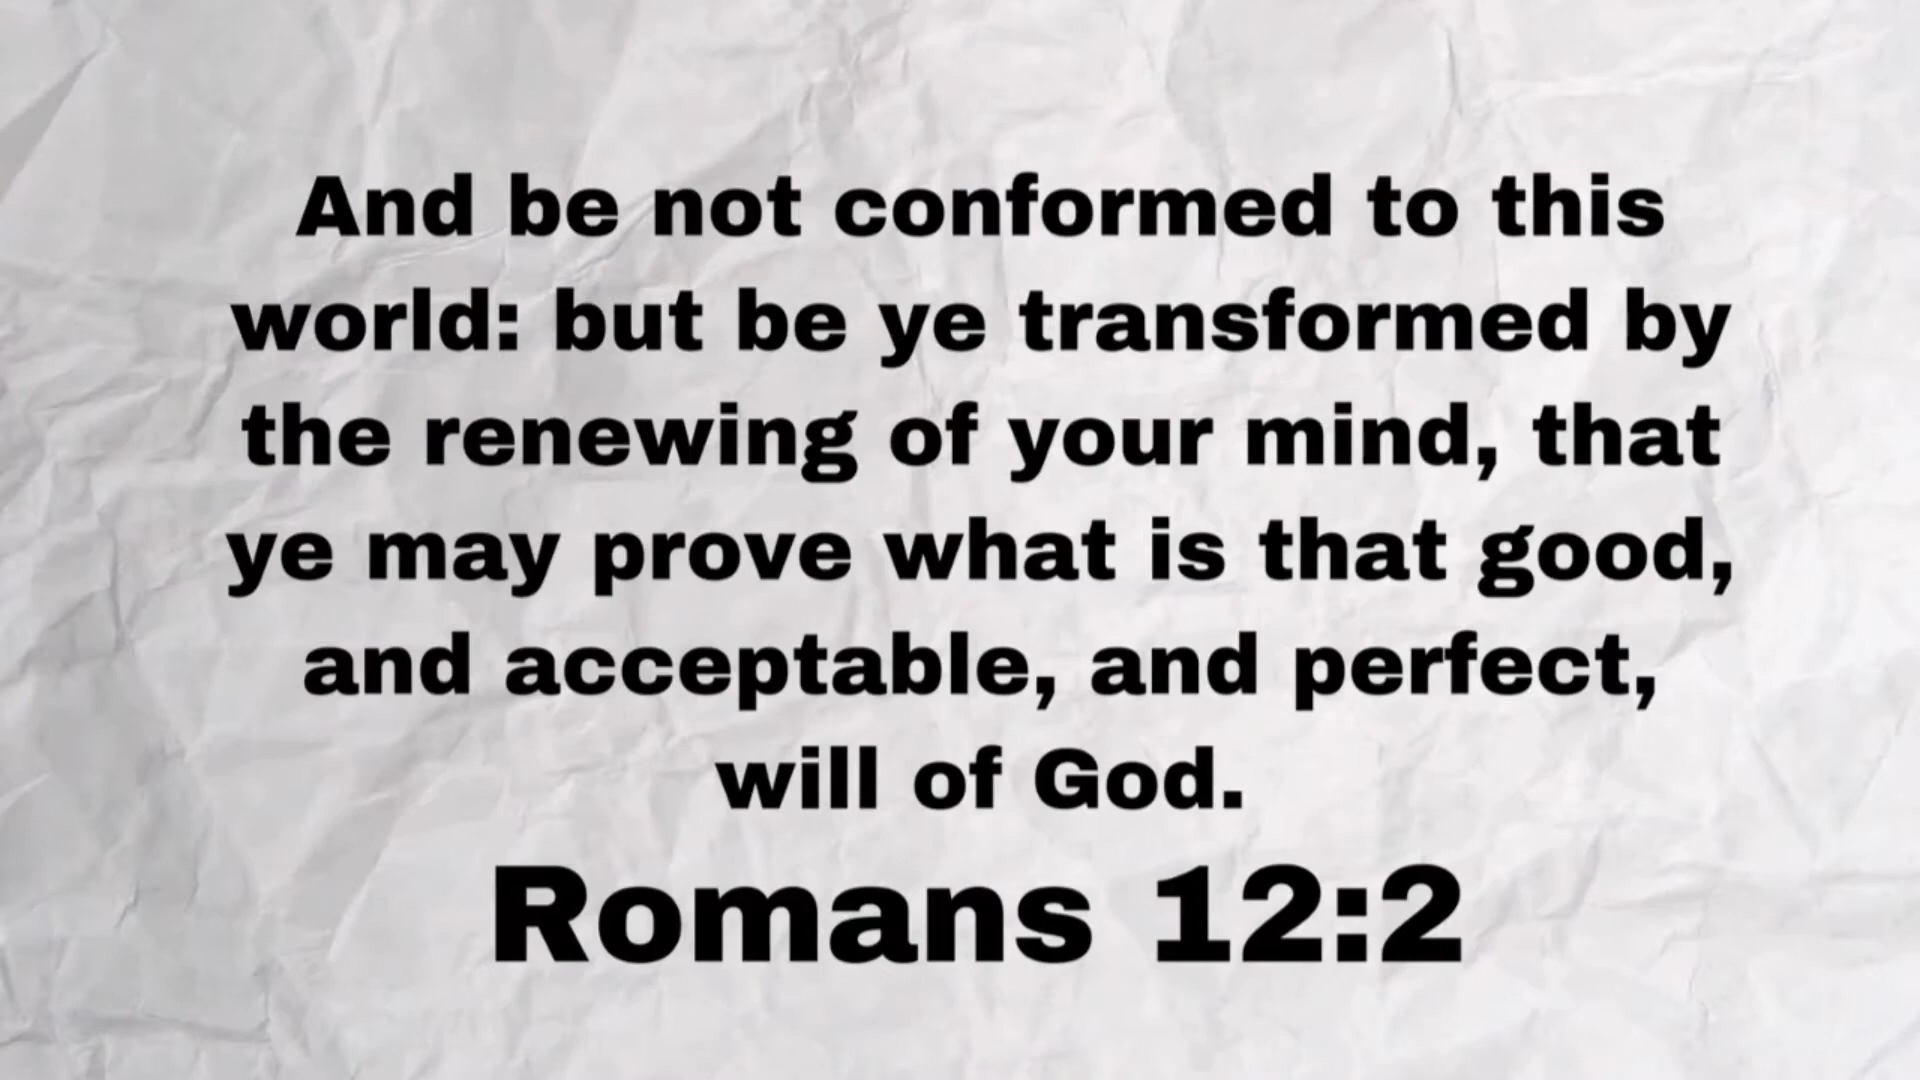 And be not conformed to this
world: but be ye transformed by
the renewing of your mind, that
ye may prove what is that good,
and acceptable, and perfect,
will of God.
Romans 12:2